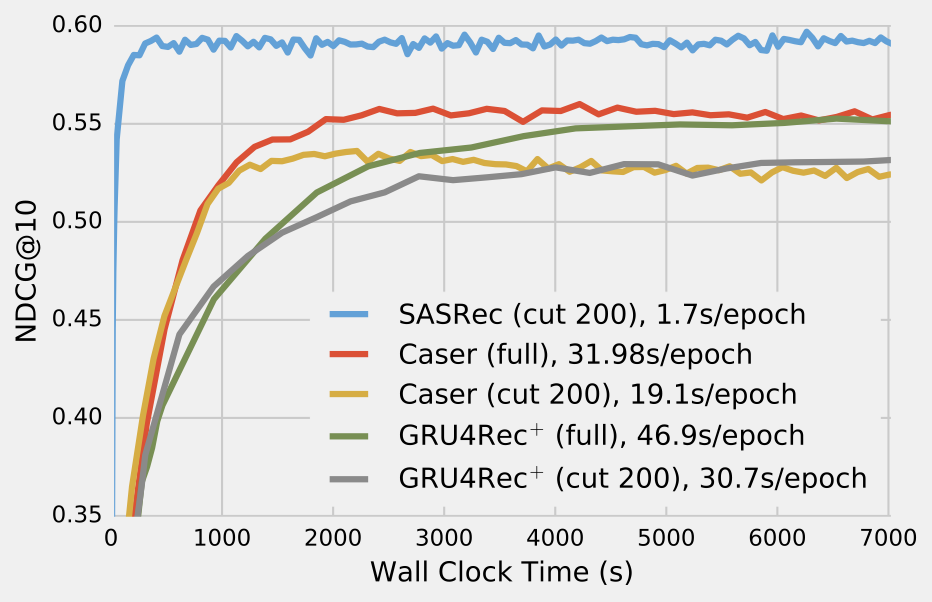 0.60
0.55
0.50
0.45
0.40
0.35
NDCG@10
SASRec (cut 200), 1.7s/epoch
Caser (full), 31.98s/epoch
Caser (cut 200), 19.1s/epoch
GRU4Rec⁺ (full), 46.9s/epoch
GRU4Rec⁺ (cut 200), 30.7s/epoch
0 1000 2000 3000 4000 5000 6000 7000
Wall Clock Time (s)